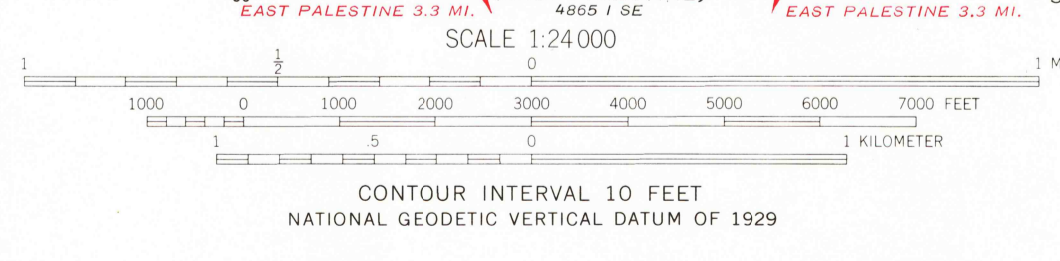 EAST PALESTINE 3.3 MI. 4865 I SE EAST PALESTINE 3.3 MI.
SCALE 1:24 000
1 ½ 0 1
1000 0 1000 2000 3000 4000 5000 6000 7000 FEET
1 .5 0 1 KILOMETER
CONTOUR INTERVAL 10 FEET
NATIONAL GEODETIC VERTICAL DATUM OF 1929